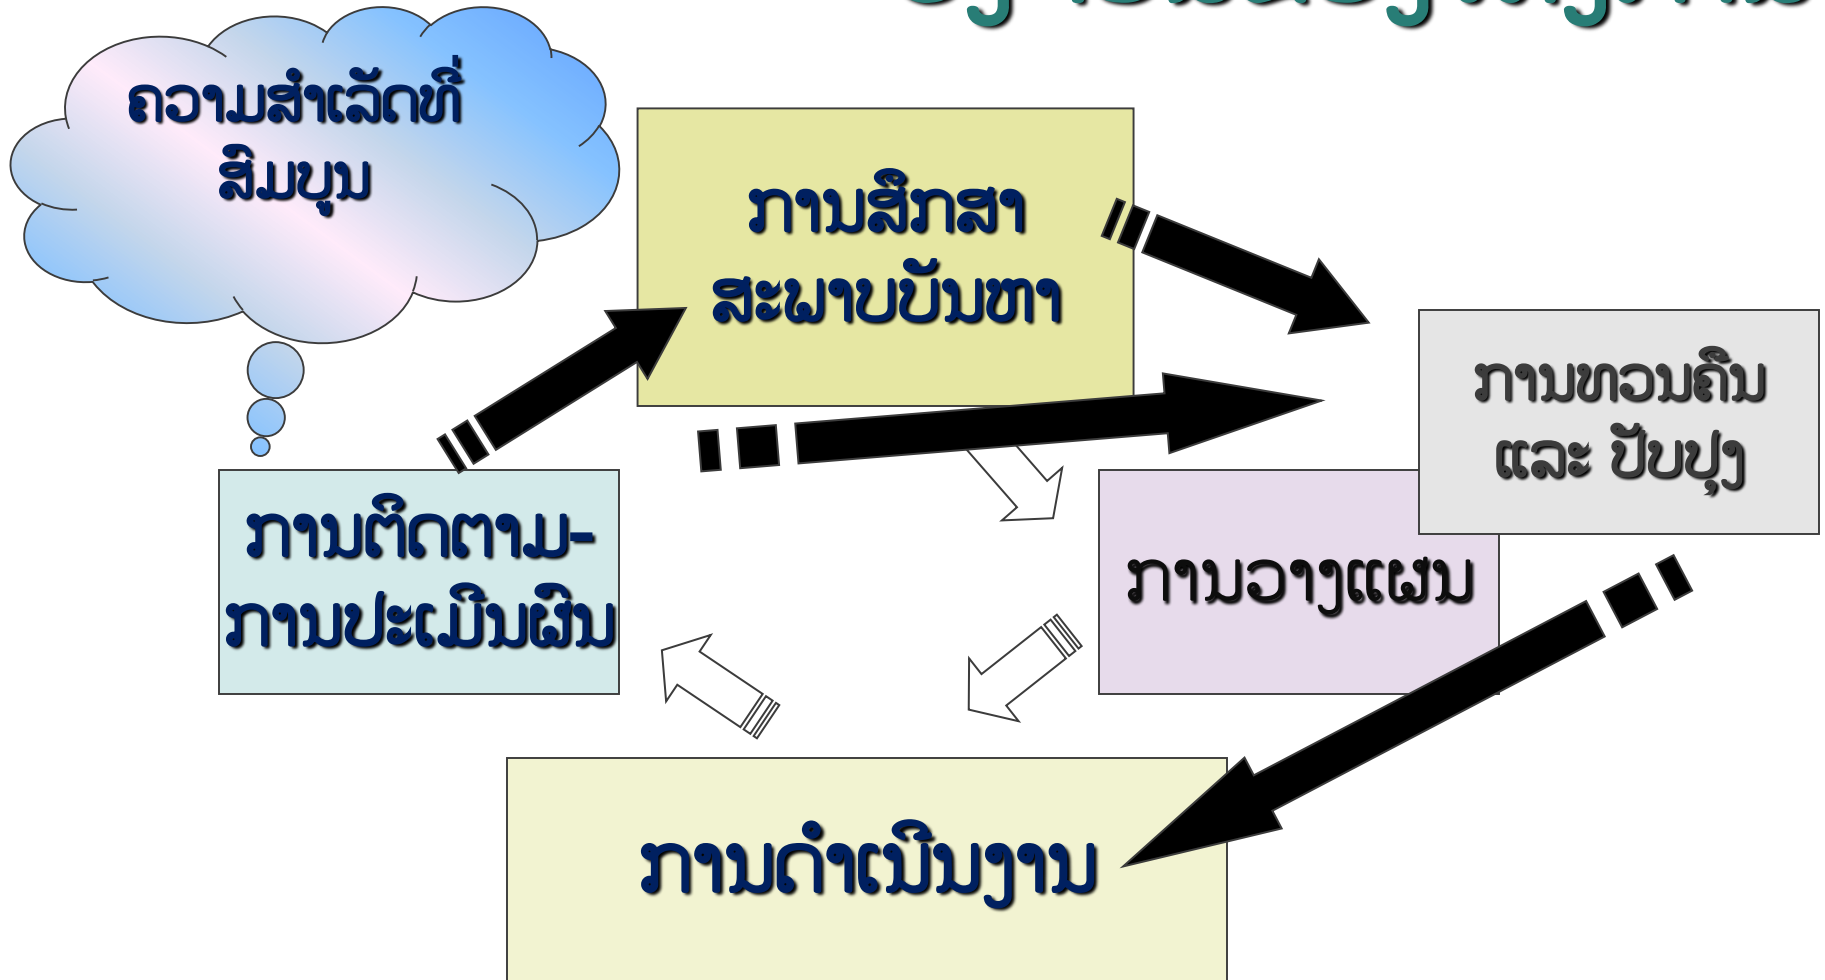 ຄວາມສຳເລັດທີ່
ສົມບູນ
ການສຶກສາ
ສະພາບບັນຫາ
ການທວນຄືນ
ແລະ ປັບປຸງ
ການຕິດຕາມ-
ການປະເມີນຜົນ
ການວາງແຜນ
ການດຳເນີນງານ